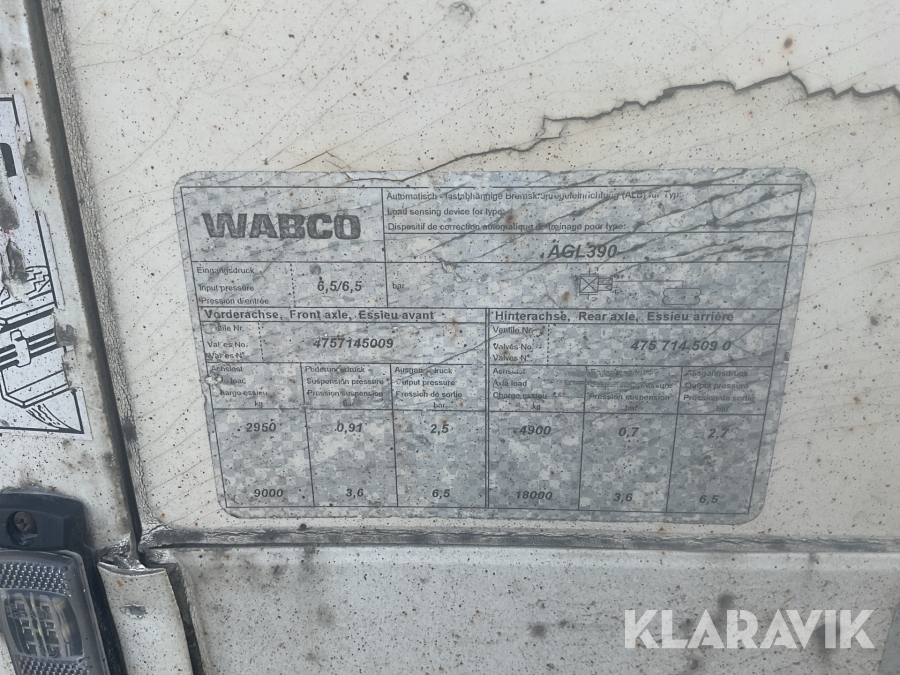 WABCO
Automatisch - lastabhängige Bremskraftregeleinrichtung (ALB) für Typ:
Load sensing device for type:
Dispositif de correction automatique de freinage pour type:
AGL390
Eingangsdruck
Input pressure
Pression d'entrée
6,5/6,5
bar
Vorderachse, Front axle, Essieu avant
Hinterachse, Rear axle, Essieu arrière
Ventile Nr.
Valves No.
Valves N°
4757145009
Ventile Nr.
Valves No.
Valves N°
475 714 509 0
Achslast
Axle load
Charge essieu
kg
Suspension pressure
Pression suspension
bar
Ausgangsdruck
Output pressure
Pression de sortie
bar
Achslast
Axle load
Charge essieu
kg
Suspension pressure
Pression suspension
bar
Ausgangsdruck
Output pressure
Pression de sortie
bar
2950 0,91 2,5 4900 0,7 2,7
9000 3,6 6,5 18000 3,6 6,5
KLARAVIK